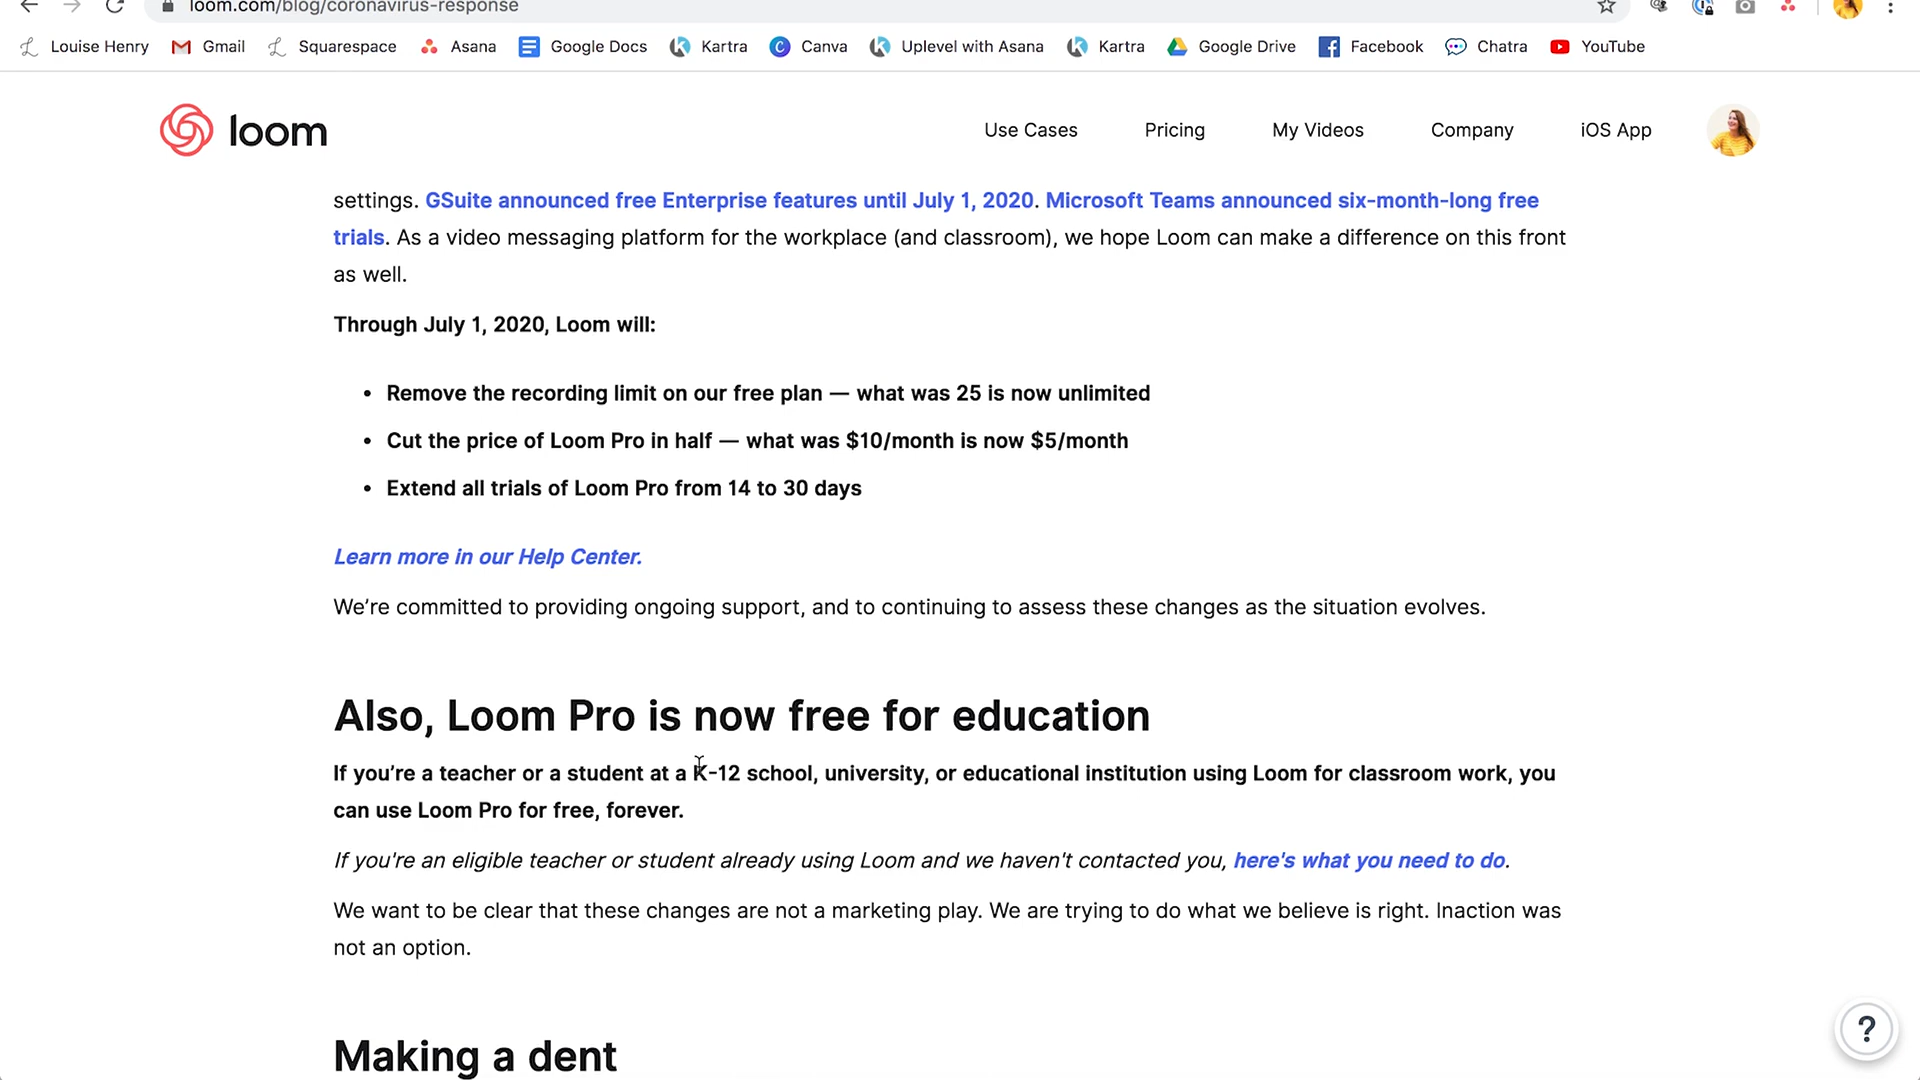 loom.com/blog/coronavirus-response
Louise Henry Gmail Squarespace Asana Google Docs Kartra Canva Uplevel with Asana Kartra Google Drive Facebook Chatra YouTube
loom Use Cases Pricing My Videos Company iOS App
settings. GSuite announced free Enterprise features until July 1, 2020. Microsoft Teams announced six-month-long free
trials. As a video messaging platform for the workplace (and classroom), we hope Loom can make a difference on this front
as well.
Through July 1, 2020, Loom will:
• Remove the recording limit on our free plan — what was 25 is now unlimited
• Cut the price of Loom Pro in half — what was $10/month is now $5/month
• Extend all trials of Loom Pro from 14 to 30 days
Learn more in our Help Center.
We’re committed to providing ongoing support, and to continuing to assess these changes as the situation evolves.
Also, Loom Pro is now free for education
If you’re a teacher or a student at a K-12 school, university, or educational institution using Loom for classroom work, you
can use Loom Pro for free, forever.
If you're an eligible teacher or student already using Loom and we haven't contacted you, here's what you need to do.
We want to be clear that these changes are not a marketing play. We are trying to do what we believe is right. Inaction was
not an option.
Making a dent
?